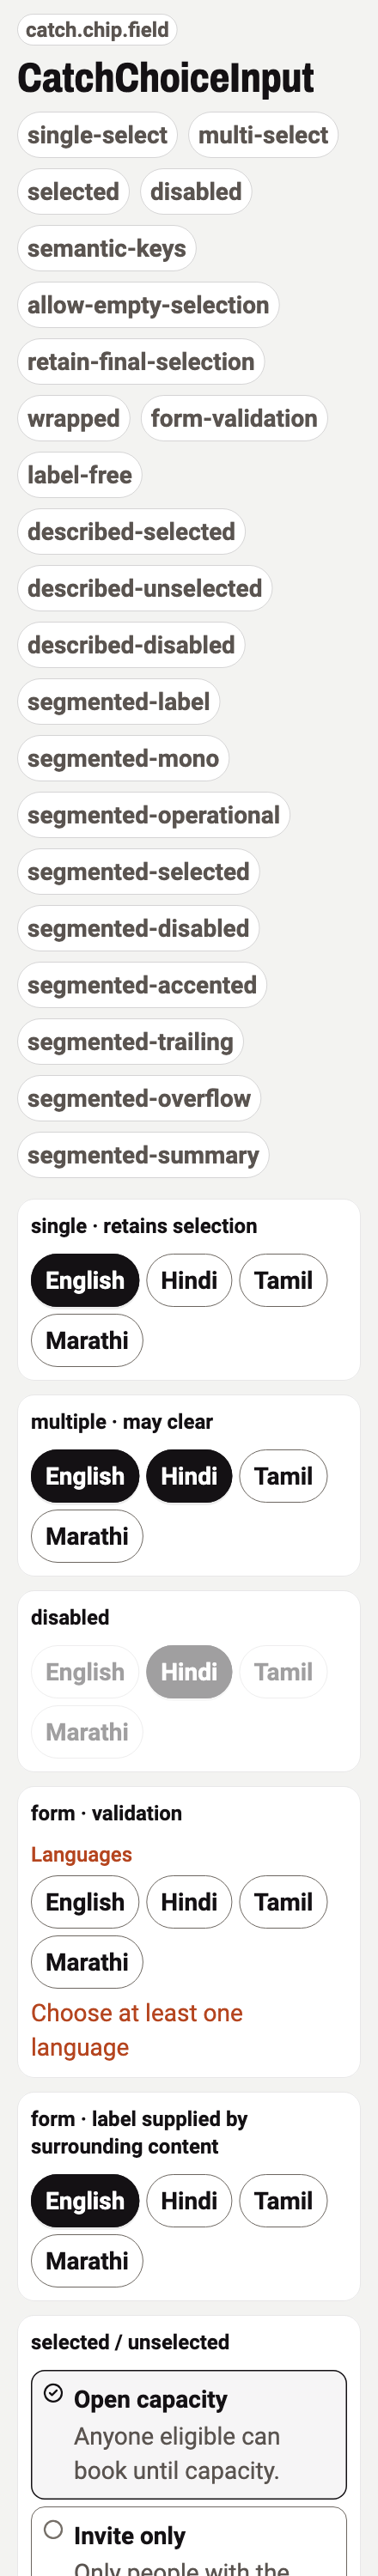 catch.chip.field
CatchChoiceInput
single-select multi-select
selected disabled
semantic-keys
allow-empty-selection
retain-final-selection
wrapped form-validation
label-free
described-selected
described-unselected
described-disabled
segmented-label
segmented-mono
segmented-operational
segmented-selected
segmented-disabled
segmented-accented
segmented-trailing
segmented-overflow
segmented-summary
single · retains selection
English Hindi Tamil
Marathi
multiple · may clear
English Hindi Tamil
Marathi
disabled
English Hindi Tamil
Marathi
form · validation
Languages
English Hindi Tamil
Marathi
Choose at least one
language
form · label supplied by
surrounding content
English Hindi Tamil
Marathi
selected / unselected
Open capacity
Anyone eligible can
book until capacity.
Invite only
Only people with the